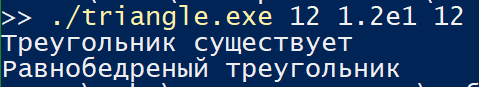 >> ./triangle.exe 12 1.2e1 12
Треугольник существует
Равнобедреный треугольник